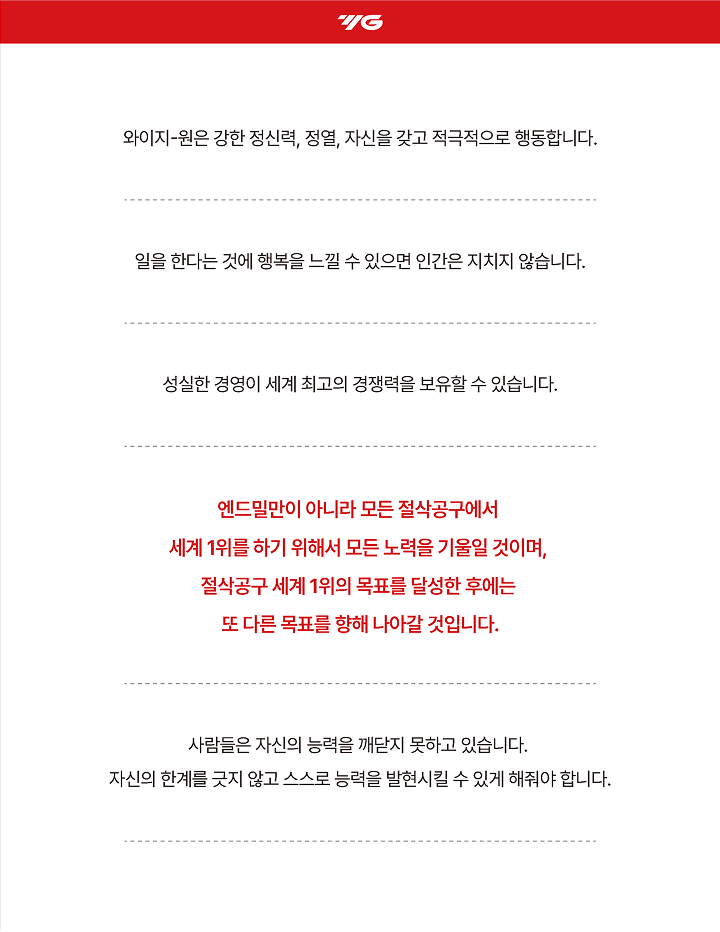 YG
와이지-원은 강한 정신력, 정열, 자신을 갖고 적극적으로 행동합니다.
일을 한다는 것에 행복을 느낄 수 있으면 인간은 지치지 않습니다.
성실한 경영이 세계 최고의 경쟁력을 보유할 수 있습니다.
엔드밀만이 아니라 모든 절삭공구에서
세계 1위를 하기 위해서 모든 노력을 기울일 것이며,
절삭공구 세계 1위의 목표를 달성한 후에는
또 다른 목표를 향해 나아갈 것입니다.
사람들은 자신의 능력을 깨닫지 못하고 있습니다.
자신의 한계를 긋지 않고 스스로 능력을 발현시킬 수 있게 해줘야 합니다.